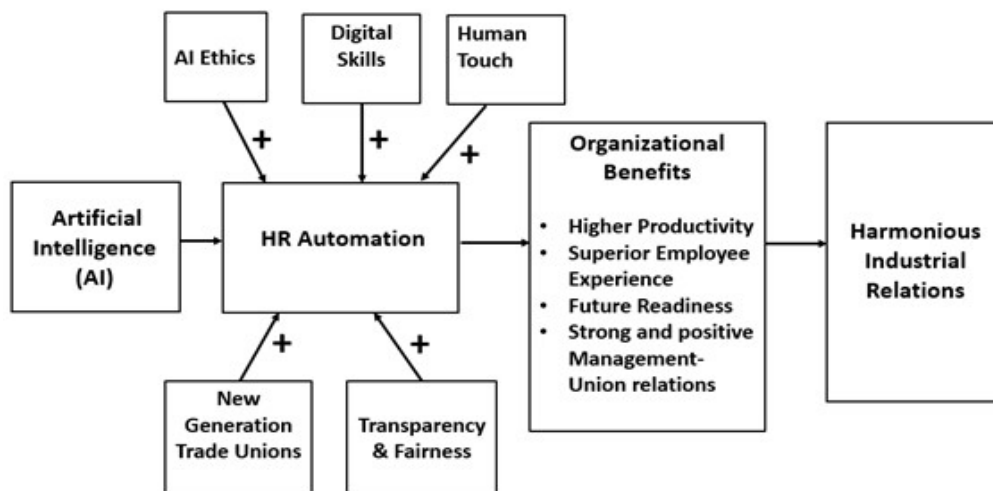 AI Ethics
Digital
Skills
Human
Touch
+
+
+
Artificial
Intelligence
(AI)
HR Automation
Organizational
Benefits
• Higher Productivity
• Superior Employee
Experience
• Future Readiness
• Strong and positive
Management-
Union relations
Harmonious
Industrial
Relations
+
+
New
Generation
Trade Unions
Transparency
& Fairness